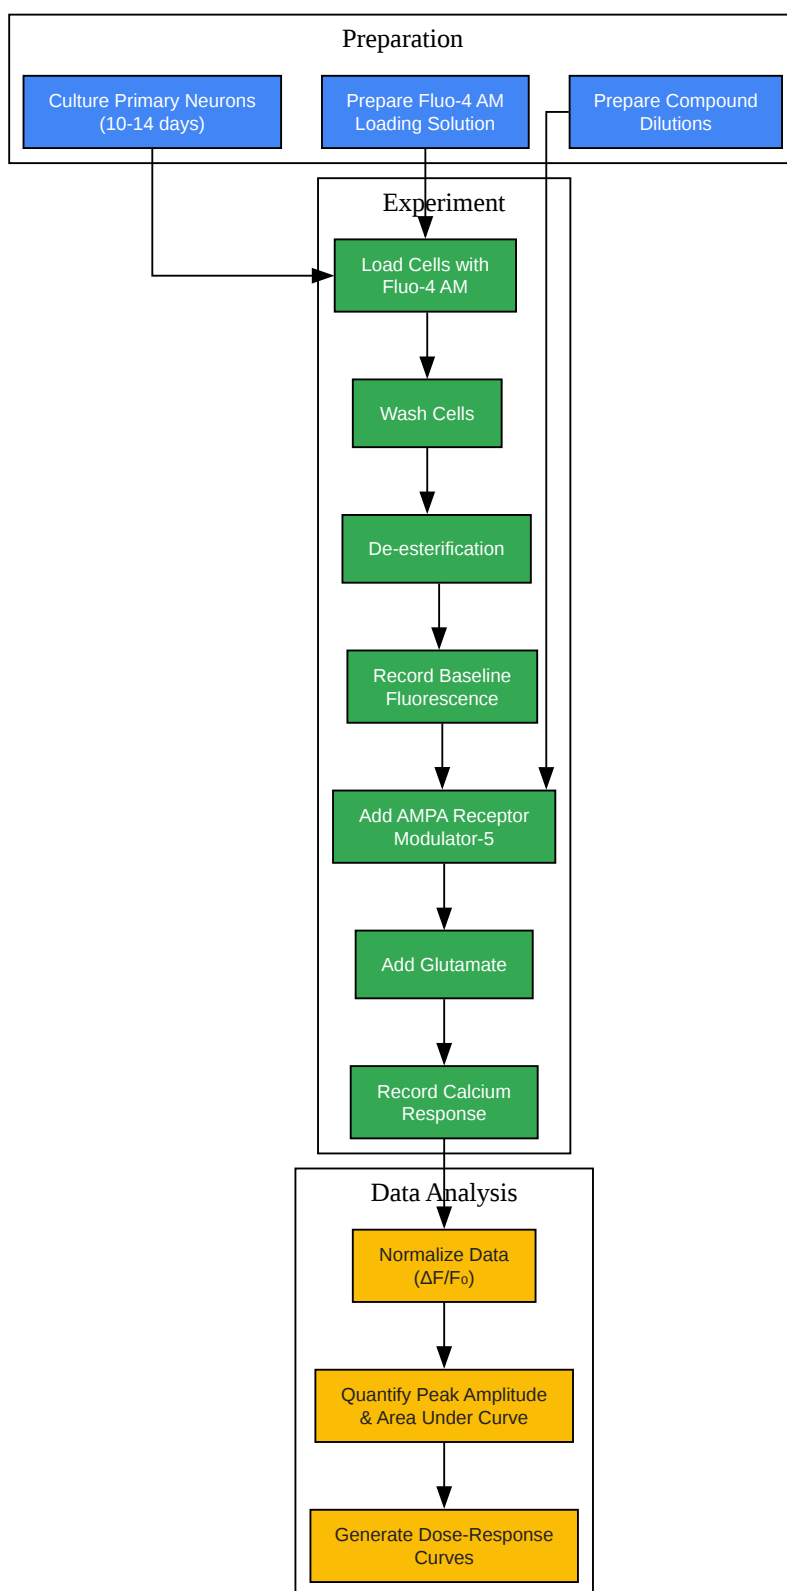 Preparation
Culture Primary Neurons
(10-14 days)
Prepare Fluo-4 AM
Loading Solution
Prepare Compound
Dilutions
Experiment
Load Cells with
Fluo-4 AM
Wash Cells
De-esterification
Record Baseline
Fluorescence
Add AMPA Receptor
Modulator-5
Add Glutamate
Record Calcium
Response
Data Analysis
Normalize Data
(ΔF/F₀)
Quantify Peak Amplitude
& Area Under Curve
Generate Dose-Response
Curves